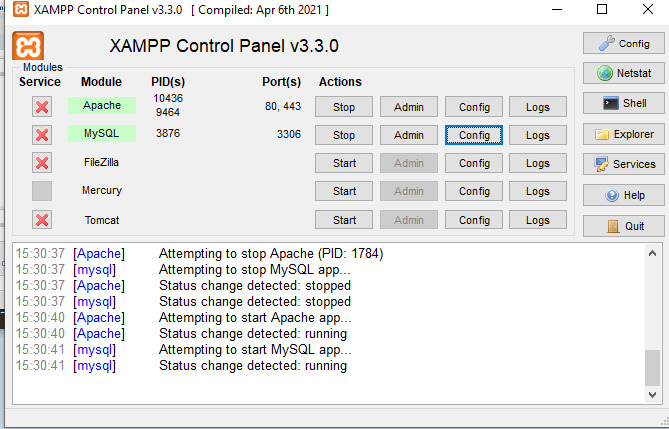 XAMPP Control Panel v3.3.0 [ Compiled: Apr 6th 2021 ]
XAMPP Control Panel v3.3.0
Config
Modules
Service Module PID(s) Port(s) Actions
Netstat
Apache 10436 9464 80, 443 Stop Admin Config Logs
Shell
MySQL 3876 3306 Stop Admin Config Logs
Explorer
FileZilla Start Admin Config Logs
Services
Mercury Start Admin Config Logs
Help
Tomcat Start Admin Config Logs
Quit
15:30:37 [Apache] Attempting to stop Apache (PID: 1784)
15:30:37 [mysql] Attempting to stop MySQL app...
15:30:37 [Apache] Status change detected: stopped
15:30:37 [mysql] Status change detected: stopped
15:30:40 [Apache] Attempting to start Apache app...
15:30:40 [Apache] Status change detected: running
15:30:41 [mysql] Attempting to start MySQL app...
15:30:41 [mysql] Status change detected: running